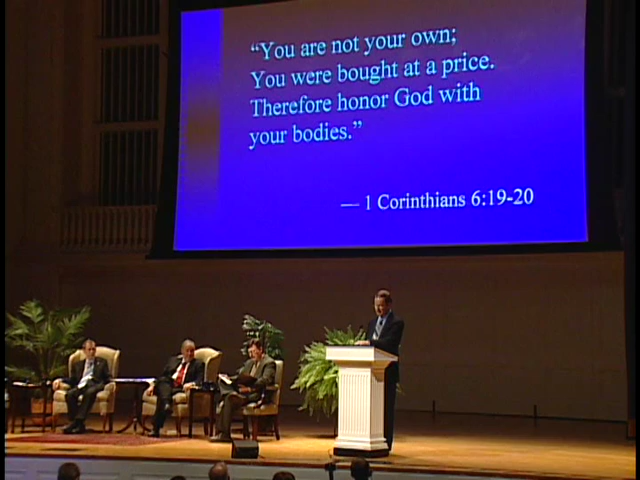 “You are not your own;
You were bought at a price.
Therefore honor God with
your bodies.”
— 1 Corinthians 6:19-20